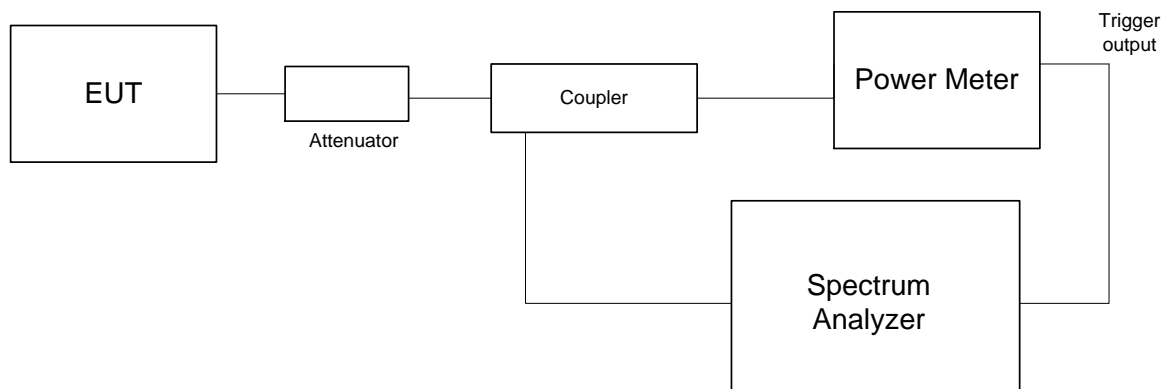 EUT
Attenuator
Coupler
Power Meter
Trigger
output
Spectrum
Analyzer